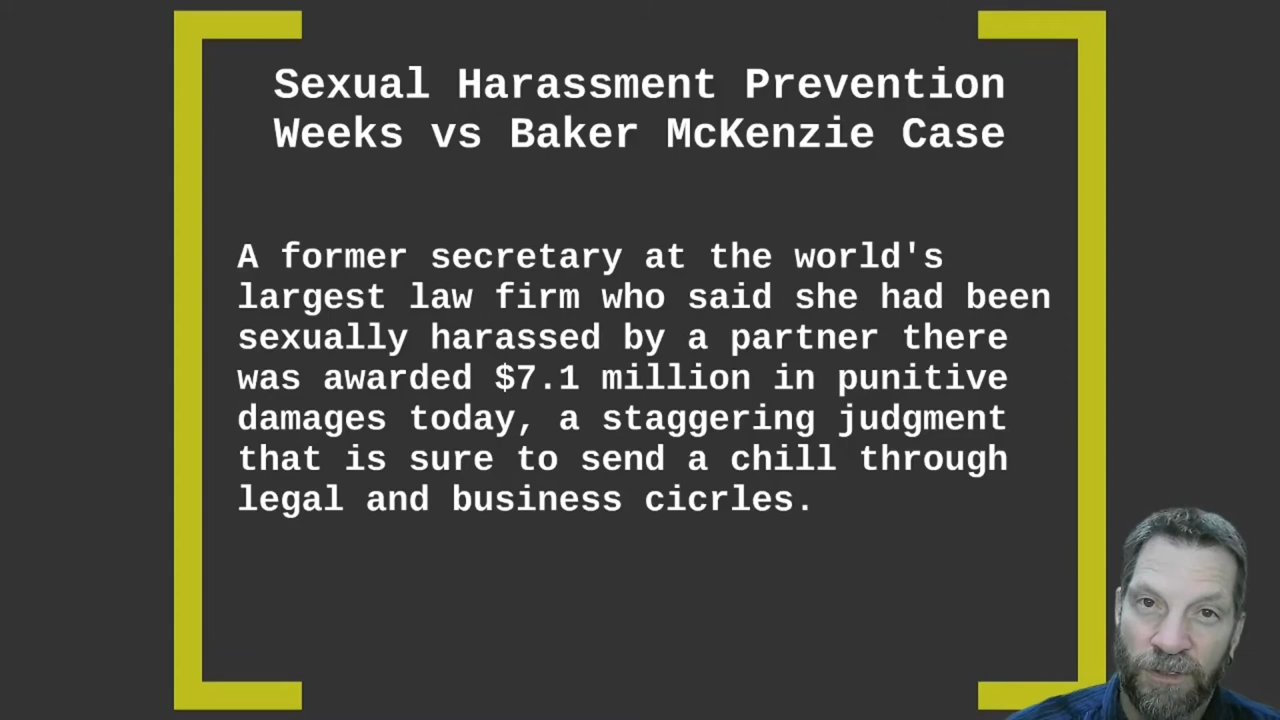 Sexual Harassment Prevention
Weeks vs Baker McKenzie Case
A former secretary at the world's
largest law firm who said she had been
sexually harassed by a partner there
was awarded $7.1 million in punitive
damages today, a staggering judgment
that is sure to send a chill through
legal and business cicrles.